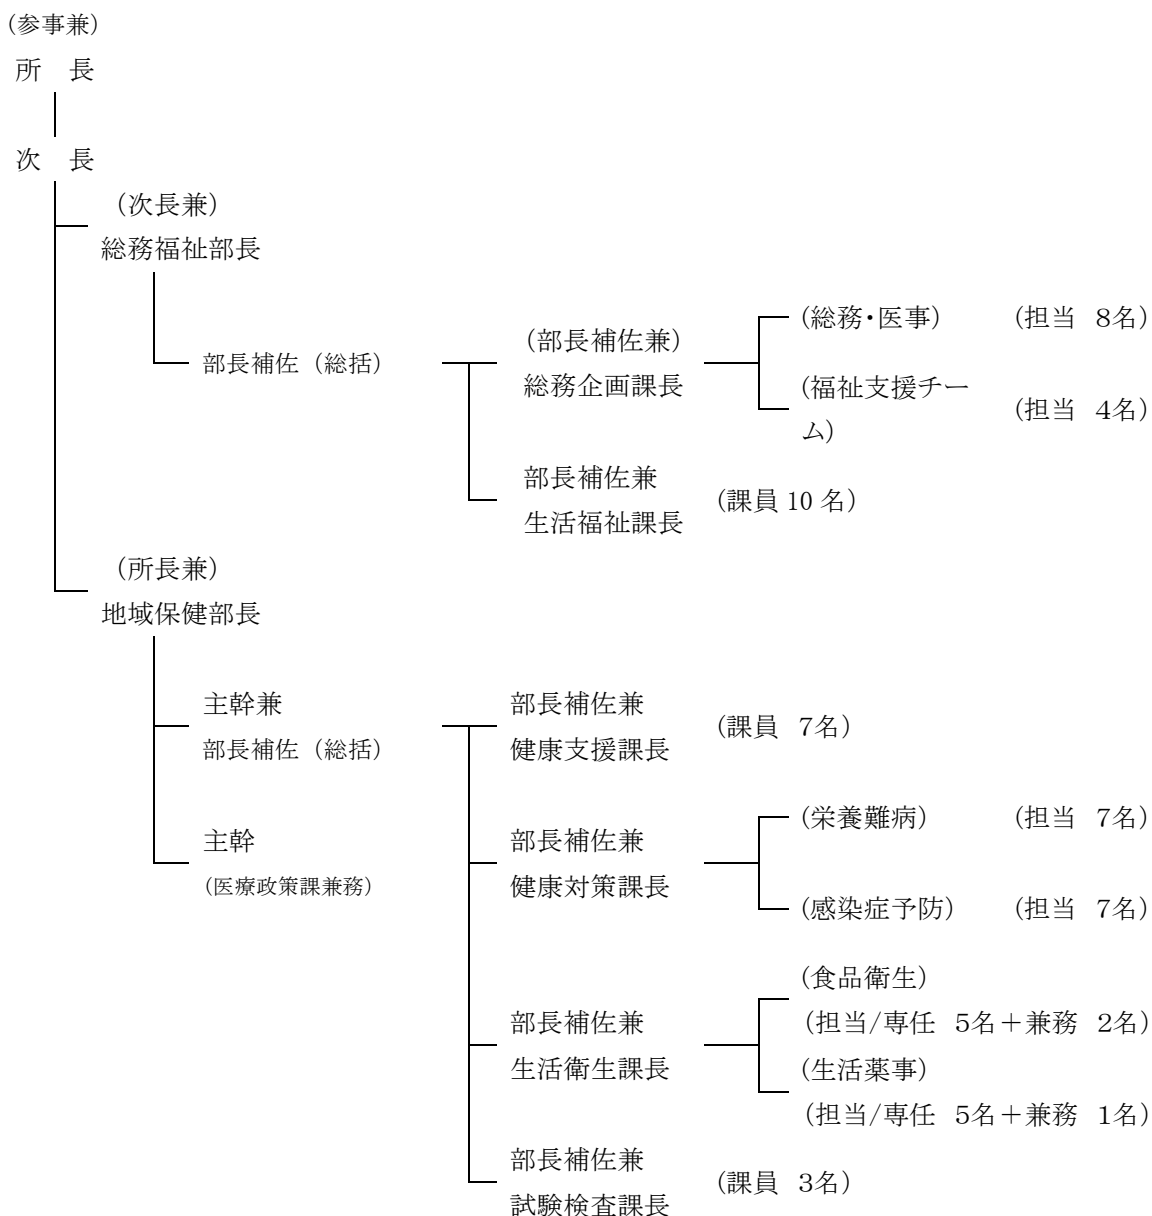 (参事兼)
所　長
次　長
(次長兼)
総務福祉部長
部長補佐（総括）
(部長補佐兼)
総務企画課長
(総務・医事)　(担当　8名)
(福祉支援チー
ム)
(担当　4名)
部長補佐兼
生活福祉課長
(課員 10 名)
(所長兼)
地域保健部長
主幹兼
部長補佐（総括）
部長補佐兼
健康支援課長
(課員　7名)
主幹
(医療政策課兼務)
部長補佐兼
健康対策課長
(栄養難病)　(担当　7名)
(感染症予防)　(担当　7名)
部長補佐兼
生活衛生課長
(食品衛生)
(担当/専任　5名＋兼務　2名)
(生活薬事)
(担当/専任　5名＋兼務　1名)
部長補佐兼
試験検査課長
(課員　3名)